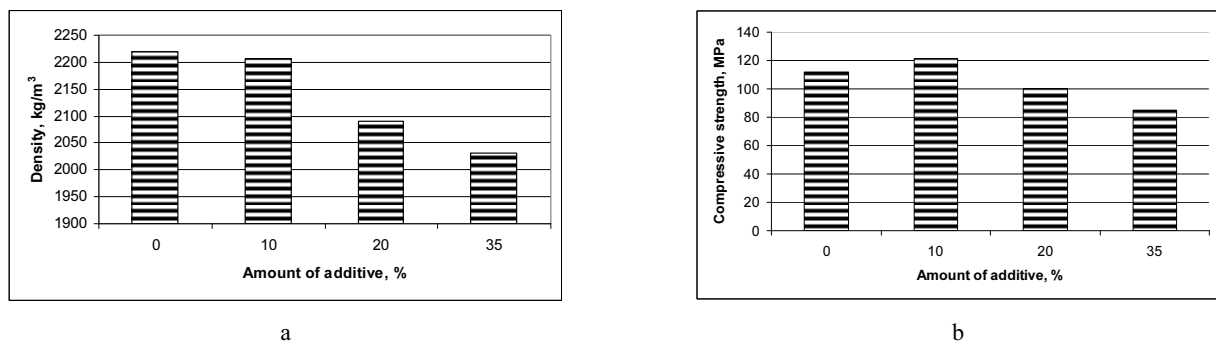 2250
2200
2150
2100
2050
2000
1950
1900
Density, kg/m³
0 10 20 35
Amount of additive, %
a
140
120
100
80
60
40
20
0
Compressive strength, MPa
0 10 20 35
Amount of additive, %
b